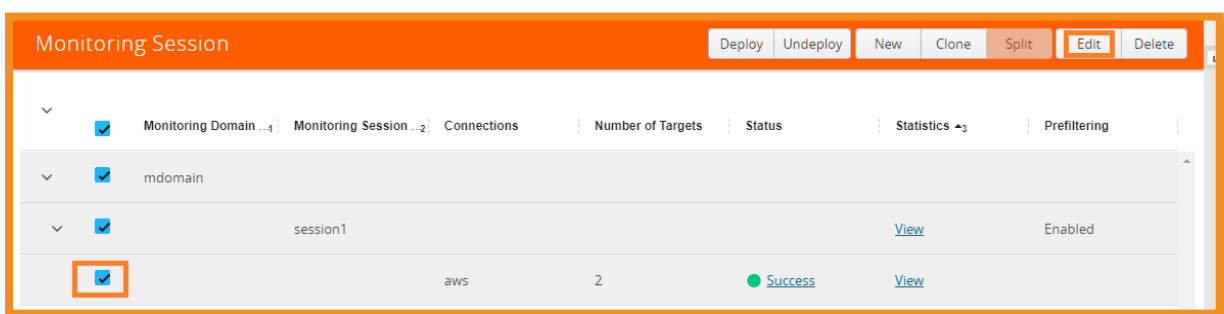 Monitoring Session Deploy Undeploy New Clone Split Edit Delete
Monitoring Domain ...1 Monitoring Session ...2 Connections Number of Targets Status Statistics ▲3 Prefiltering
mdomain
session1 View Enabled
aws 2 Success View